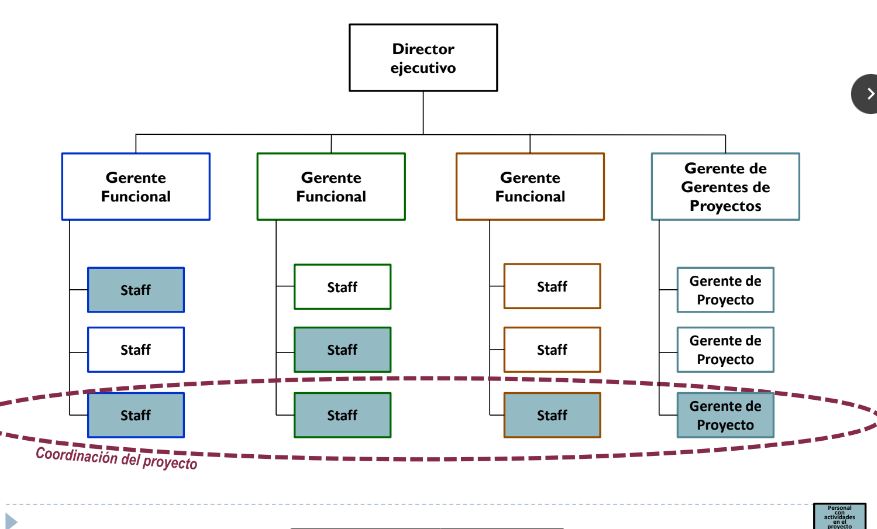 Director
ejecutivo
Gerente
Funcional
Gerente
Funcional
Gerente
Funcional
Gerente de
Gerentes de
Proyectos
Staff
Staff
Staff
Gerente de
Proyecto
Staff
Staff
Staff
Gerente de
Proyecto
Staff
Staff
Staff
Gerente de
Proyecto
Coordinación del proyecto
Personal
con
actividades
en el
proyecto